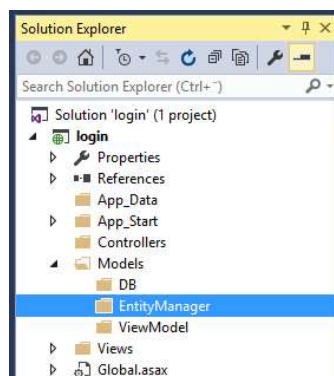 Solution Explorer
Search Solution Explorer (Ctrl+¨)
Solution 'login' (1 project)
login
Properties
References
App_Data
App_Start
Controllers
Models
DB
EntityManager
ViewModel
Views
Global.asax